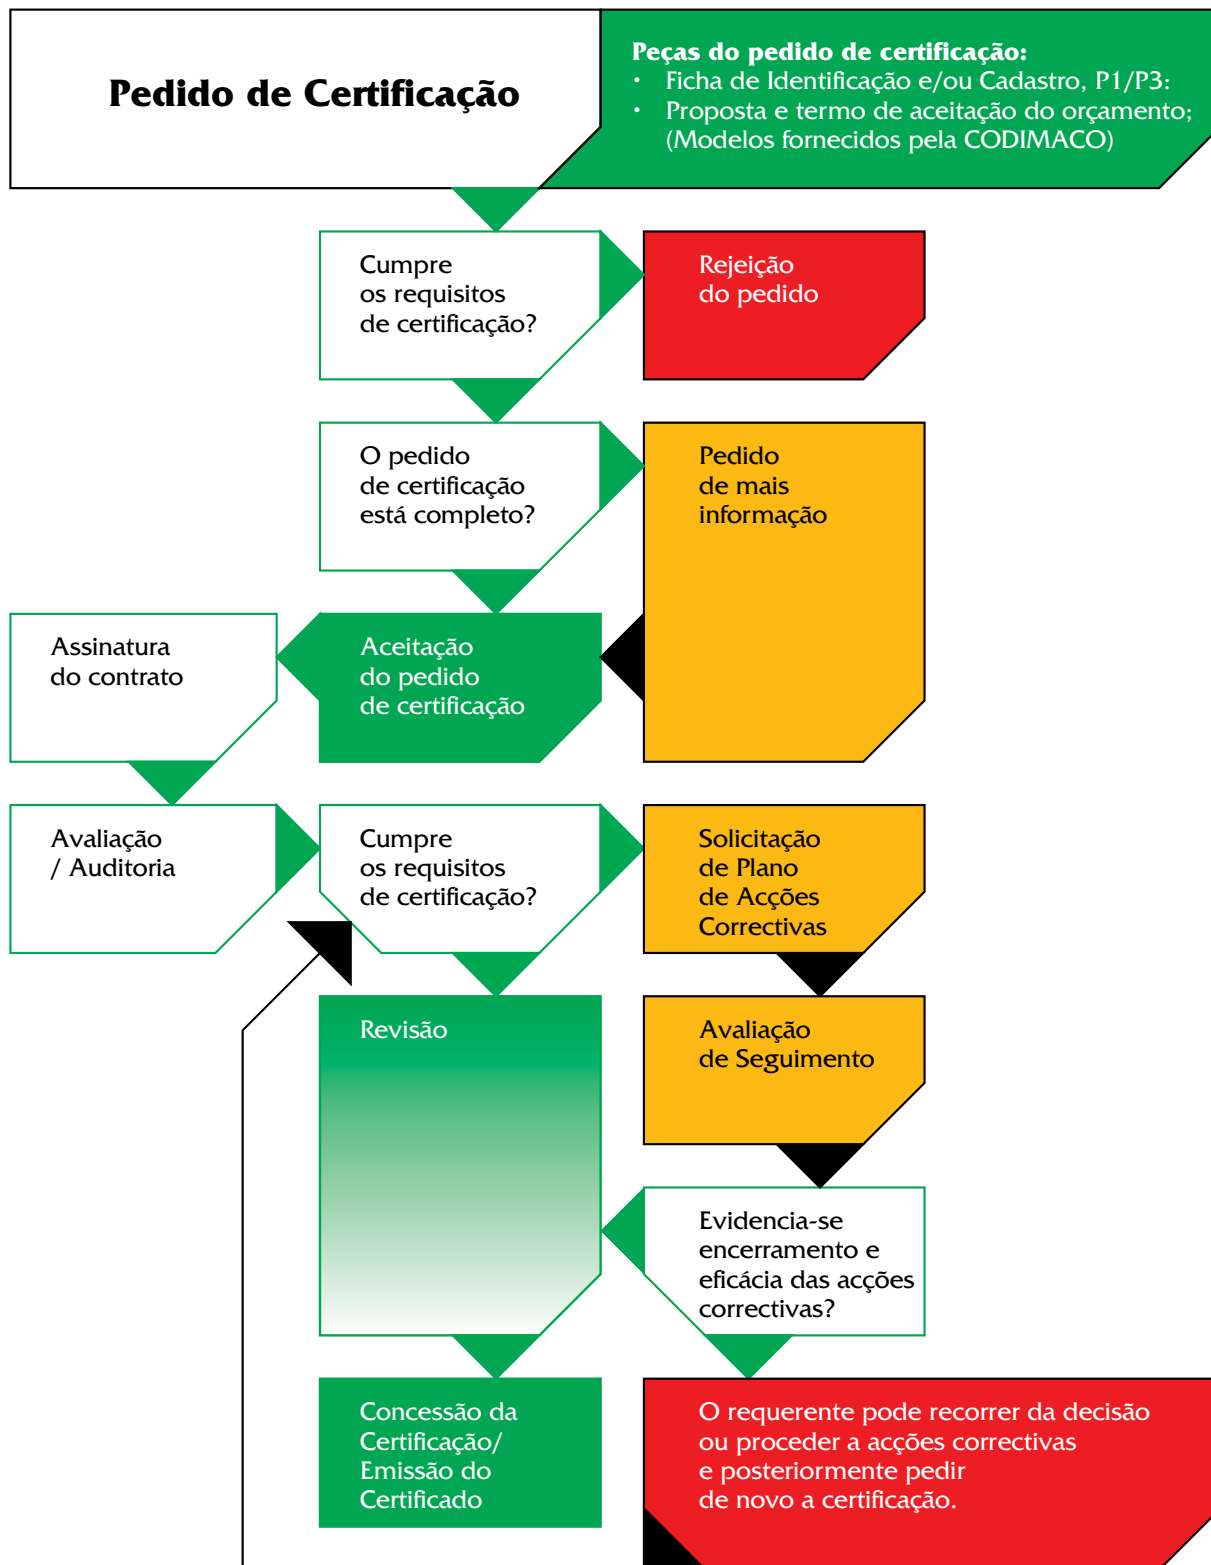 Pedido de Certificação
Peças do pedido de certificação:
• Ficha de Identificação e/ou Cadastro, P1/P3:
• Proposta e termo de aceitação do orçamento;
(Modelos fornecidos pela CODIMACO)
Cumpre
os requisitos
de certificação?
Rejeição
do pedido
O pedido
de certificação
está completo?
Pedido
de mais
informação
Assinatura
do contrato
Aceitação
do pedido
de certificação
Avaliação
/ Auditoria
Cumpre
os requisitos
de certificação?
Solicitação
de Plano
de Acções
Correctivas
Revisão
Avaliação
de Seguimento
Evidencia-se
encerramento e
eficácia das acções
correctivas?
Concessão da
Certificação/
Emissão do
Certificado
O requerente pode recorrer da decisão
ou proceder a acções correctivas
e posteriormente pedir
de novo a certificação.